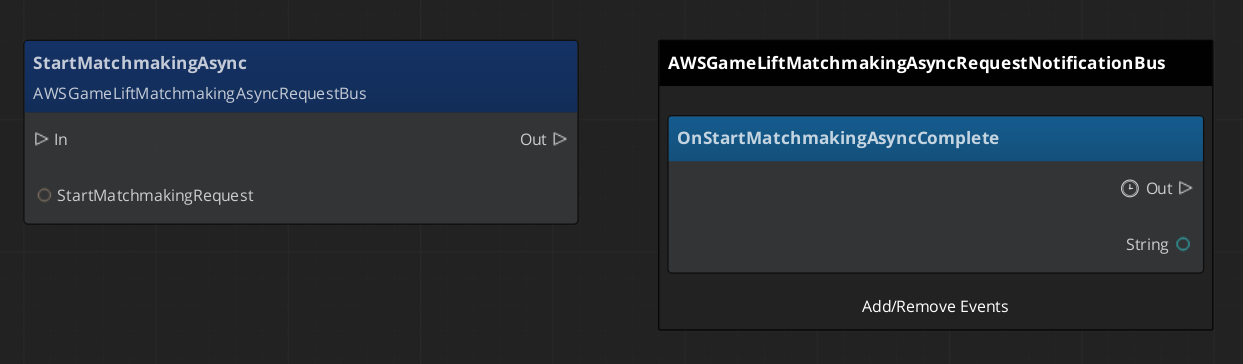 StartMatchmakingAsync
AWSGameLiftMatchmakingAsyncRequestBus
In
Out
StartMatchmakingRequest
AWSGameLiftMatchmakingAsyncRequestNotificationBus
OnStartMatchmakingAsyncComplete
Out
String
Add/Remove Events